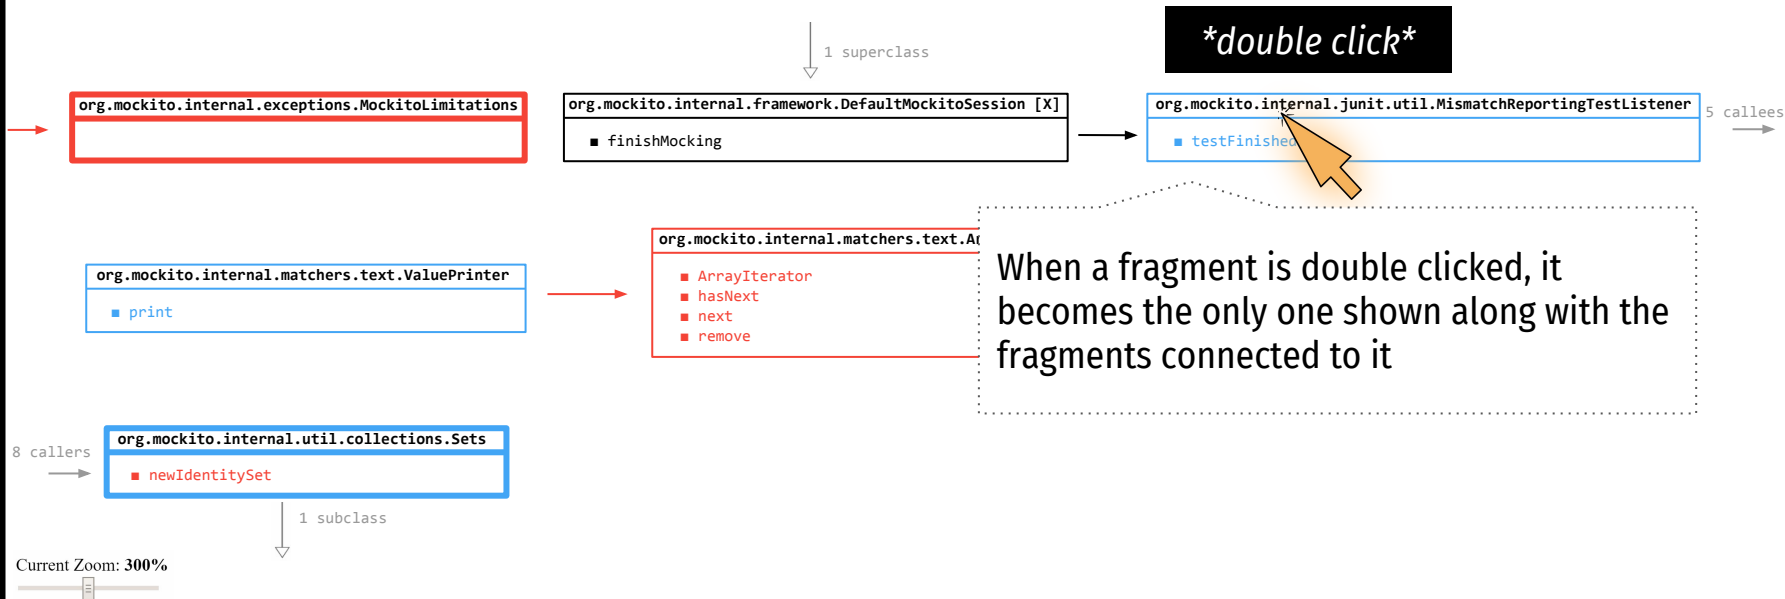 *double click*
1 superclass
org.mockito.internal.exceptions.MockitoLimitations
org.mockito.internal.framework.DefaultMockitoSession [X]
■ finishMocking
org.mockito.internal.junit.util.MismatchReportingTestListener
■ testFinished
5 callees
When a fragment is double clicked, it
becomes the only one shown along with the
fragments connected to it
org.mockito.internal.matchers.text.ValuePrinter
■ print
org.mockito.internal.matchers.text.Ar
■ ArrayIterator
■ hasNext
■ next
■ remove
8 callers
org.mockito.internal.util.collections.Sets
■ newIdentitySet
1 subclass
Current Zoom: 300%